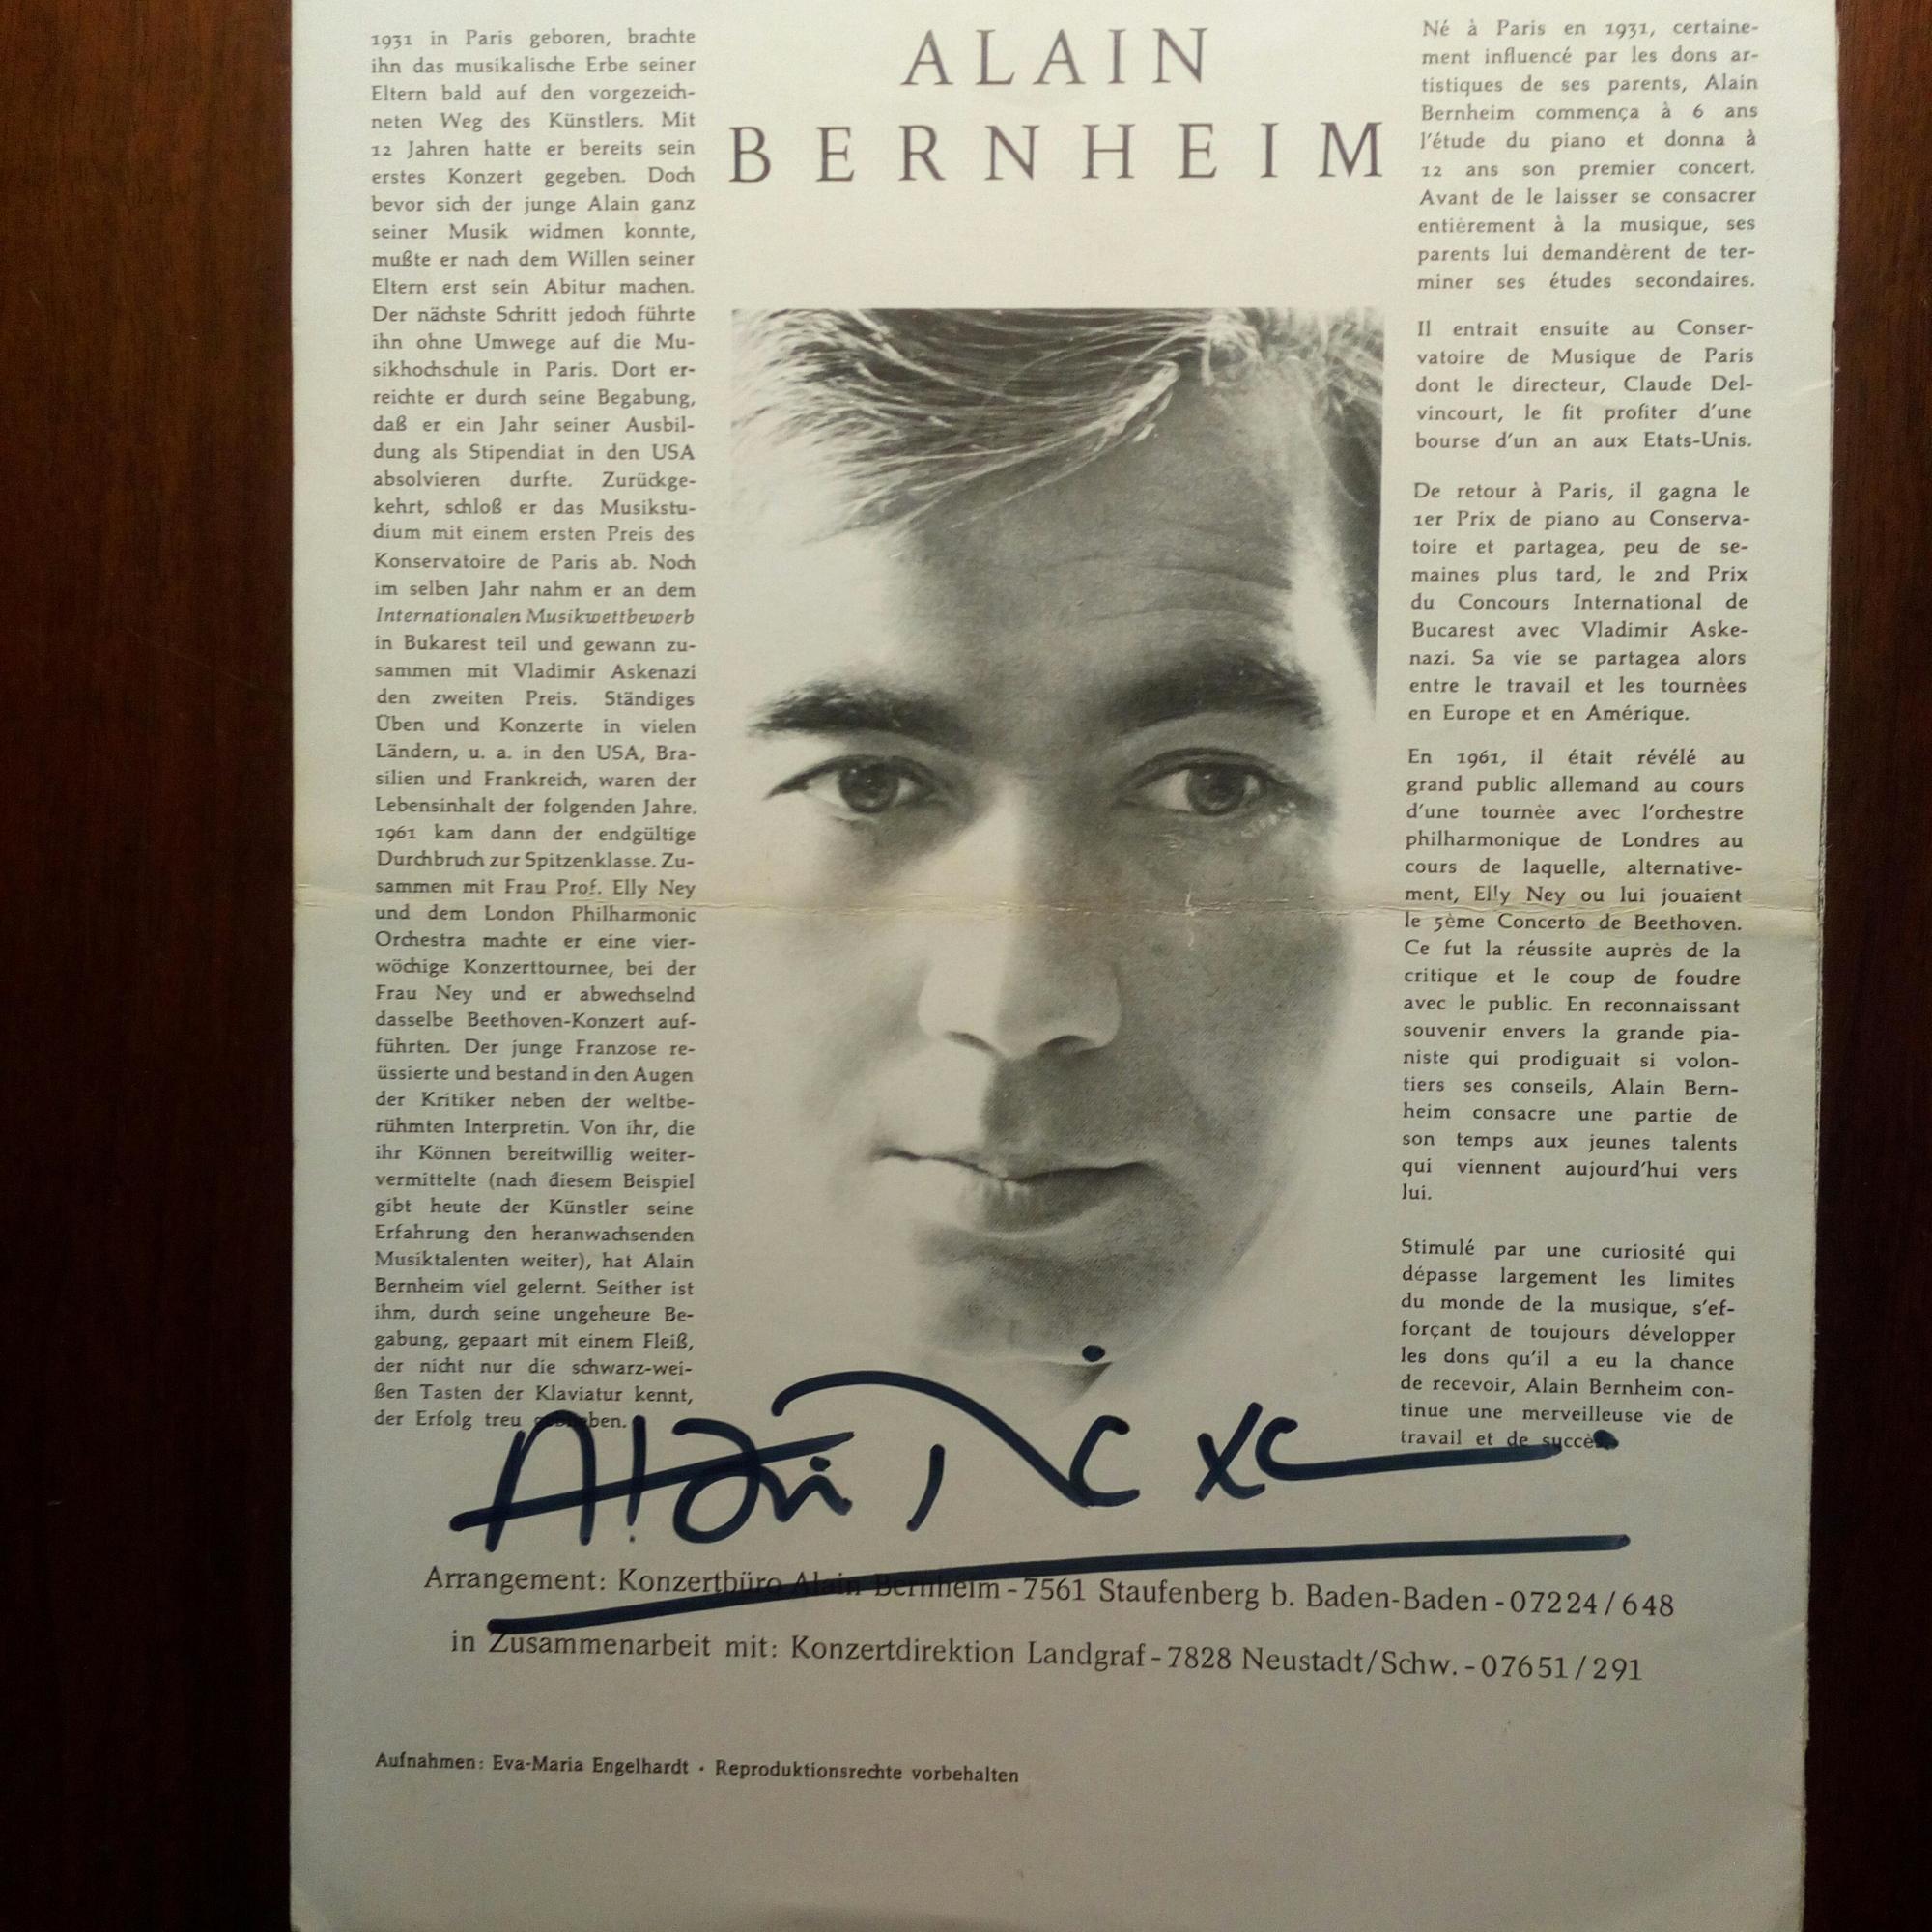 ALAIN
BERNHEIM
1931 in Paris geboren, brachte
ihn das musikalische Erbe seiner
Eltern bald auf den vorgezeich-
neten Weg des Künstlers. Mit
12 Jahren hatte er bereits sein
erstes Konzert gegeben. Doch
bevor sich der junge Alain ganz
seiner Musik widmen konnte,
mußte er nach dem Willen seiner
Eltern erst sein Abitur machen.
Der nächste Schritt jedoch führte
ihn ohne Umwege auf die Mu-
sikhochschule in Paris. Dort er-
reichte er durch seine Begabung,
daß er ein Jahr seiner Ausbil-
dung als Stipendiat in den USA
absolvieren durfte. Zurückge-
kehrt, schloß er das Musikstu-
dium mit einem ersten Preis des
Konservatoire de Paris ab. Noch
im selben Jahr nahm er an dem
Internationalen Musikwettbewerb
in Bukarest teil und gewann zu-
sammen mit Vladimir Askenazi
den zweiten Preis. Ständiges
Üben und Konzerte in vielen
Ländern, u. a. in den USA, Bra-
silien und Frankreich, waren der
Lebensinhalt der folgenden Jahre.
1961 kam dann der endgültige
Durchbruch zur Spitzenklasse. Zu-
sammen mit Frau Prof. Elly Ney
und dem London Philharmonic
Orchestra machte er eine vier-
wöchige Konzerttournee, bei der
Frau Ney und er abwechselnd
dasselbe Beethoven-Konzert auf-
führten. Der junge Franzose re-
üssierte und bestand in den Augen
der Kritiker neben der weltbe-
rühmten Interpretin. Von ihr, die
ihr Können bereitwillig weiter-
vermittelte (nach diesem Beispiel
gibt heute der Künstler seine
Erfahrung den heranwachsenden
Musiktalenten weiter), hat Alain
Bernheim viel gelernt. Seither ist
ihm, durch seine ungeheure Be-
gabung, gepaart mit einem Fleiß,
der nicht nur die schwarz-wei-
ßen Tasten der Klaviatur kennt,
der Erfolg treu geblieben.
Né à Paris en 1931, certaine-
ment influencé par les dons ar-
tistiques de ses parents, Alain
Bernheim commença à 6 ans
l'étude du piano et donna à
12 ans son premier concert.
Avant de le laisser se consacrer
entièrement à la musique, ses
parents lui demandèrent de ter-
miner ses études secondaires.
Il entrait ensuite au Conser-
vatoire de Musique de Paris
dont le directeur, Claude Del-
vincourt, le fit profiter d'une
bourse d'un an aux Etats-Unis.
De retour à Paris, il gagna le
1er Prix de piano au Conserva-
toire et partagea, peu de se-
maines plus tard, le 2nd Prix
du Concours International de
Bucarest avec Vladimir Aske-
nazi. Sa vie se partagea alors
entre le travail et les tournées
en Europe et en Amérique.
En 1961, il était révélé au
grand public allemand au cours
d'une tournée avec l'orchestre
philharmonique de Londres au
cours de laquelle, alternative-
ment, Elly Ney ou lui jouaient
le 5ème Concerto de Beethoven.
Ce fut la réussite auprès de la
critique et le coup de foudre
avec le public. En reconnaissant
souvenir envers la grande pia-
niste qui prodiguait si volon-
tiers ses conseils, Alain Bern-
heim consacre une partie de
son temps aux jeunes talents
qui viennent aujourd'hui vers
lui.
Stimulé par une curiosité qui
dépasse largement les limites
du monde de la musique, s'ef-
forçant de toujours développer
les dons qu'il a eu la chance
de recevoir, Alain Bernheim con-
tinue une merveilleuse vie de
travail et de succès.
Alain
Arrangement: Konzertbüro Alain Bernheim - 7561 Staufenberg b. Baden-Baden - 07224/648
in Zusammenarbeit mit: Konzertdirektion Landgraf - 7828 Neustadt/Schw. - 07651/291
Aufnahmen: Eva-Maria Engelhardt · Reproduktionsrechte vorbehalten